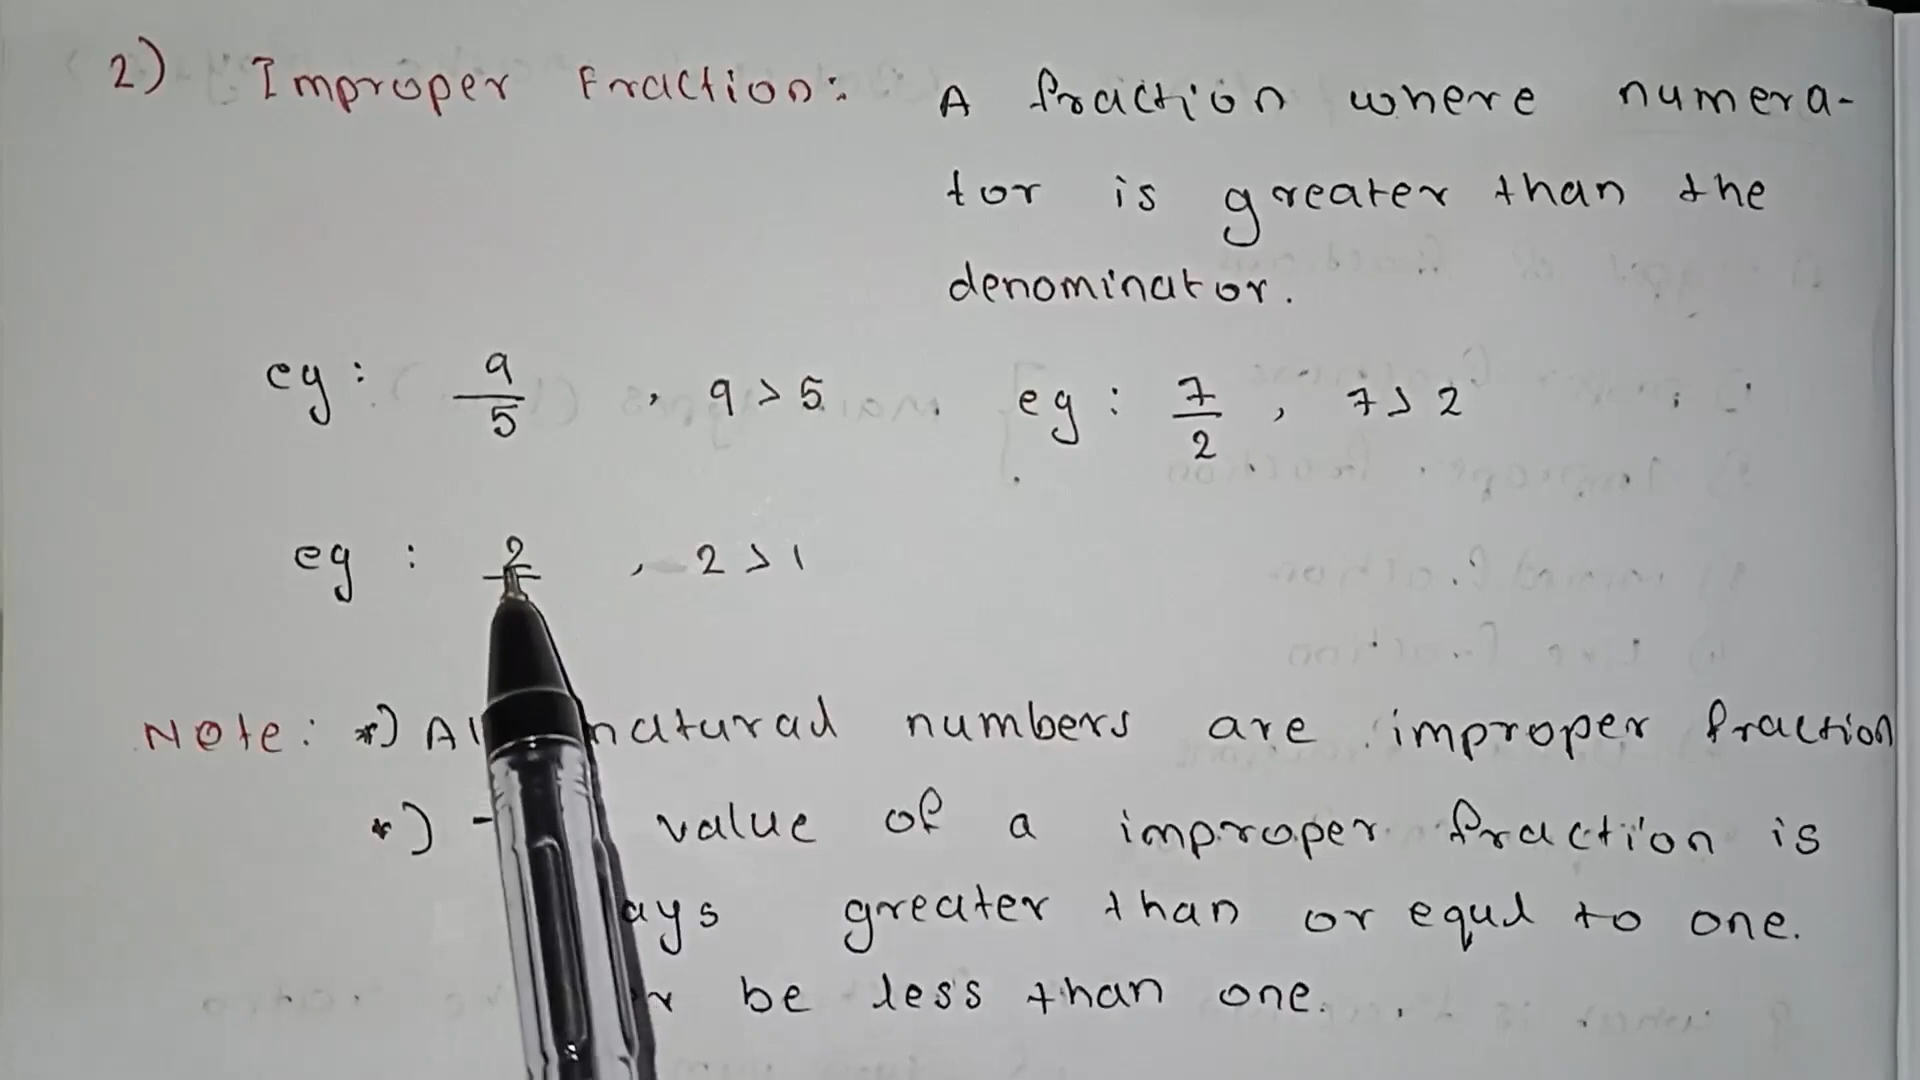 2) Improper Fraction: A fraction where numera-
tor is greater than the
denominator.
eg: 9/5 , 9 > 5 eg: 7/2 , 7 > 2
eg : 2 , 2 > 1
Note: *) natural numbers are improper fraction
*) value of a improper fraction is
greater than or equal to one.
be less than one.